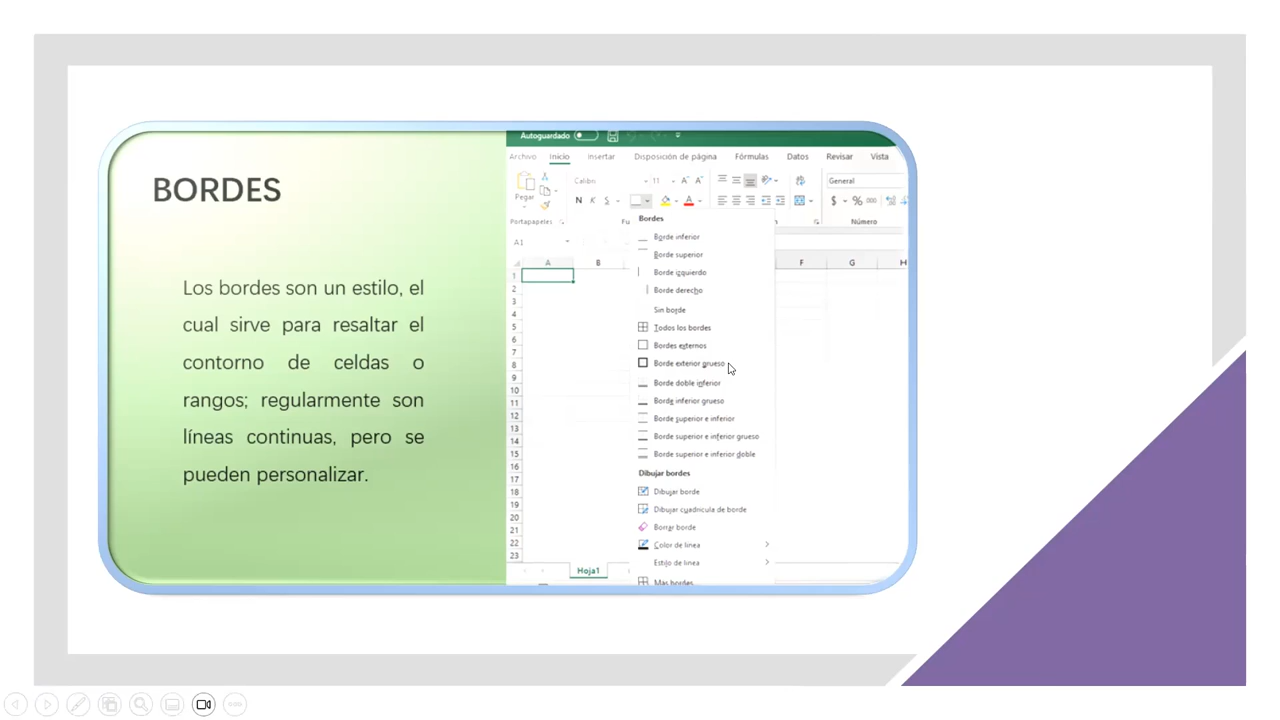 BORDES
Los bordes son un estilo, el
cual sirve para resaltar el
contorno de celdas o
rangos; regularmente son
líneas continuas, pero se
pueden personalizar.
Autoguardado
Archivo Inicio Insertar Disposición de página Fórmulas Datos Revisar Vista
Pegar
Calibri 11
General
N K S
A
$ % 000
Portapapeles Fu Número
A1
Bordes
Borde inferior
Borde superior
Borde izquierdo
Borde derecho
Sin borde
Todos los bordes
Bordes externos
Borde exterior grueso
Borde doble inferior
Borde inferior grueso
Borde superior e inferior
Borde superior e inferior grueso
Borde superior e inferior doble
Dibujar bordes
Dibujar borde
Dibujar cuadrícula de borde
Borrar borde
Color de línea
Estilo de línea
Más bordes
A B F G H
1
2
3
4
5
6
7
8
9
10
11
12
13
14
15
16
17
18
19
20
21
22
23
Hoja1